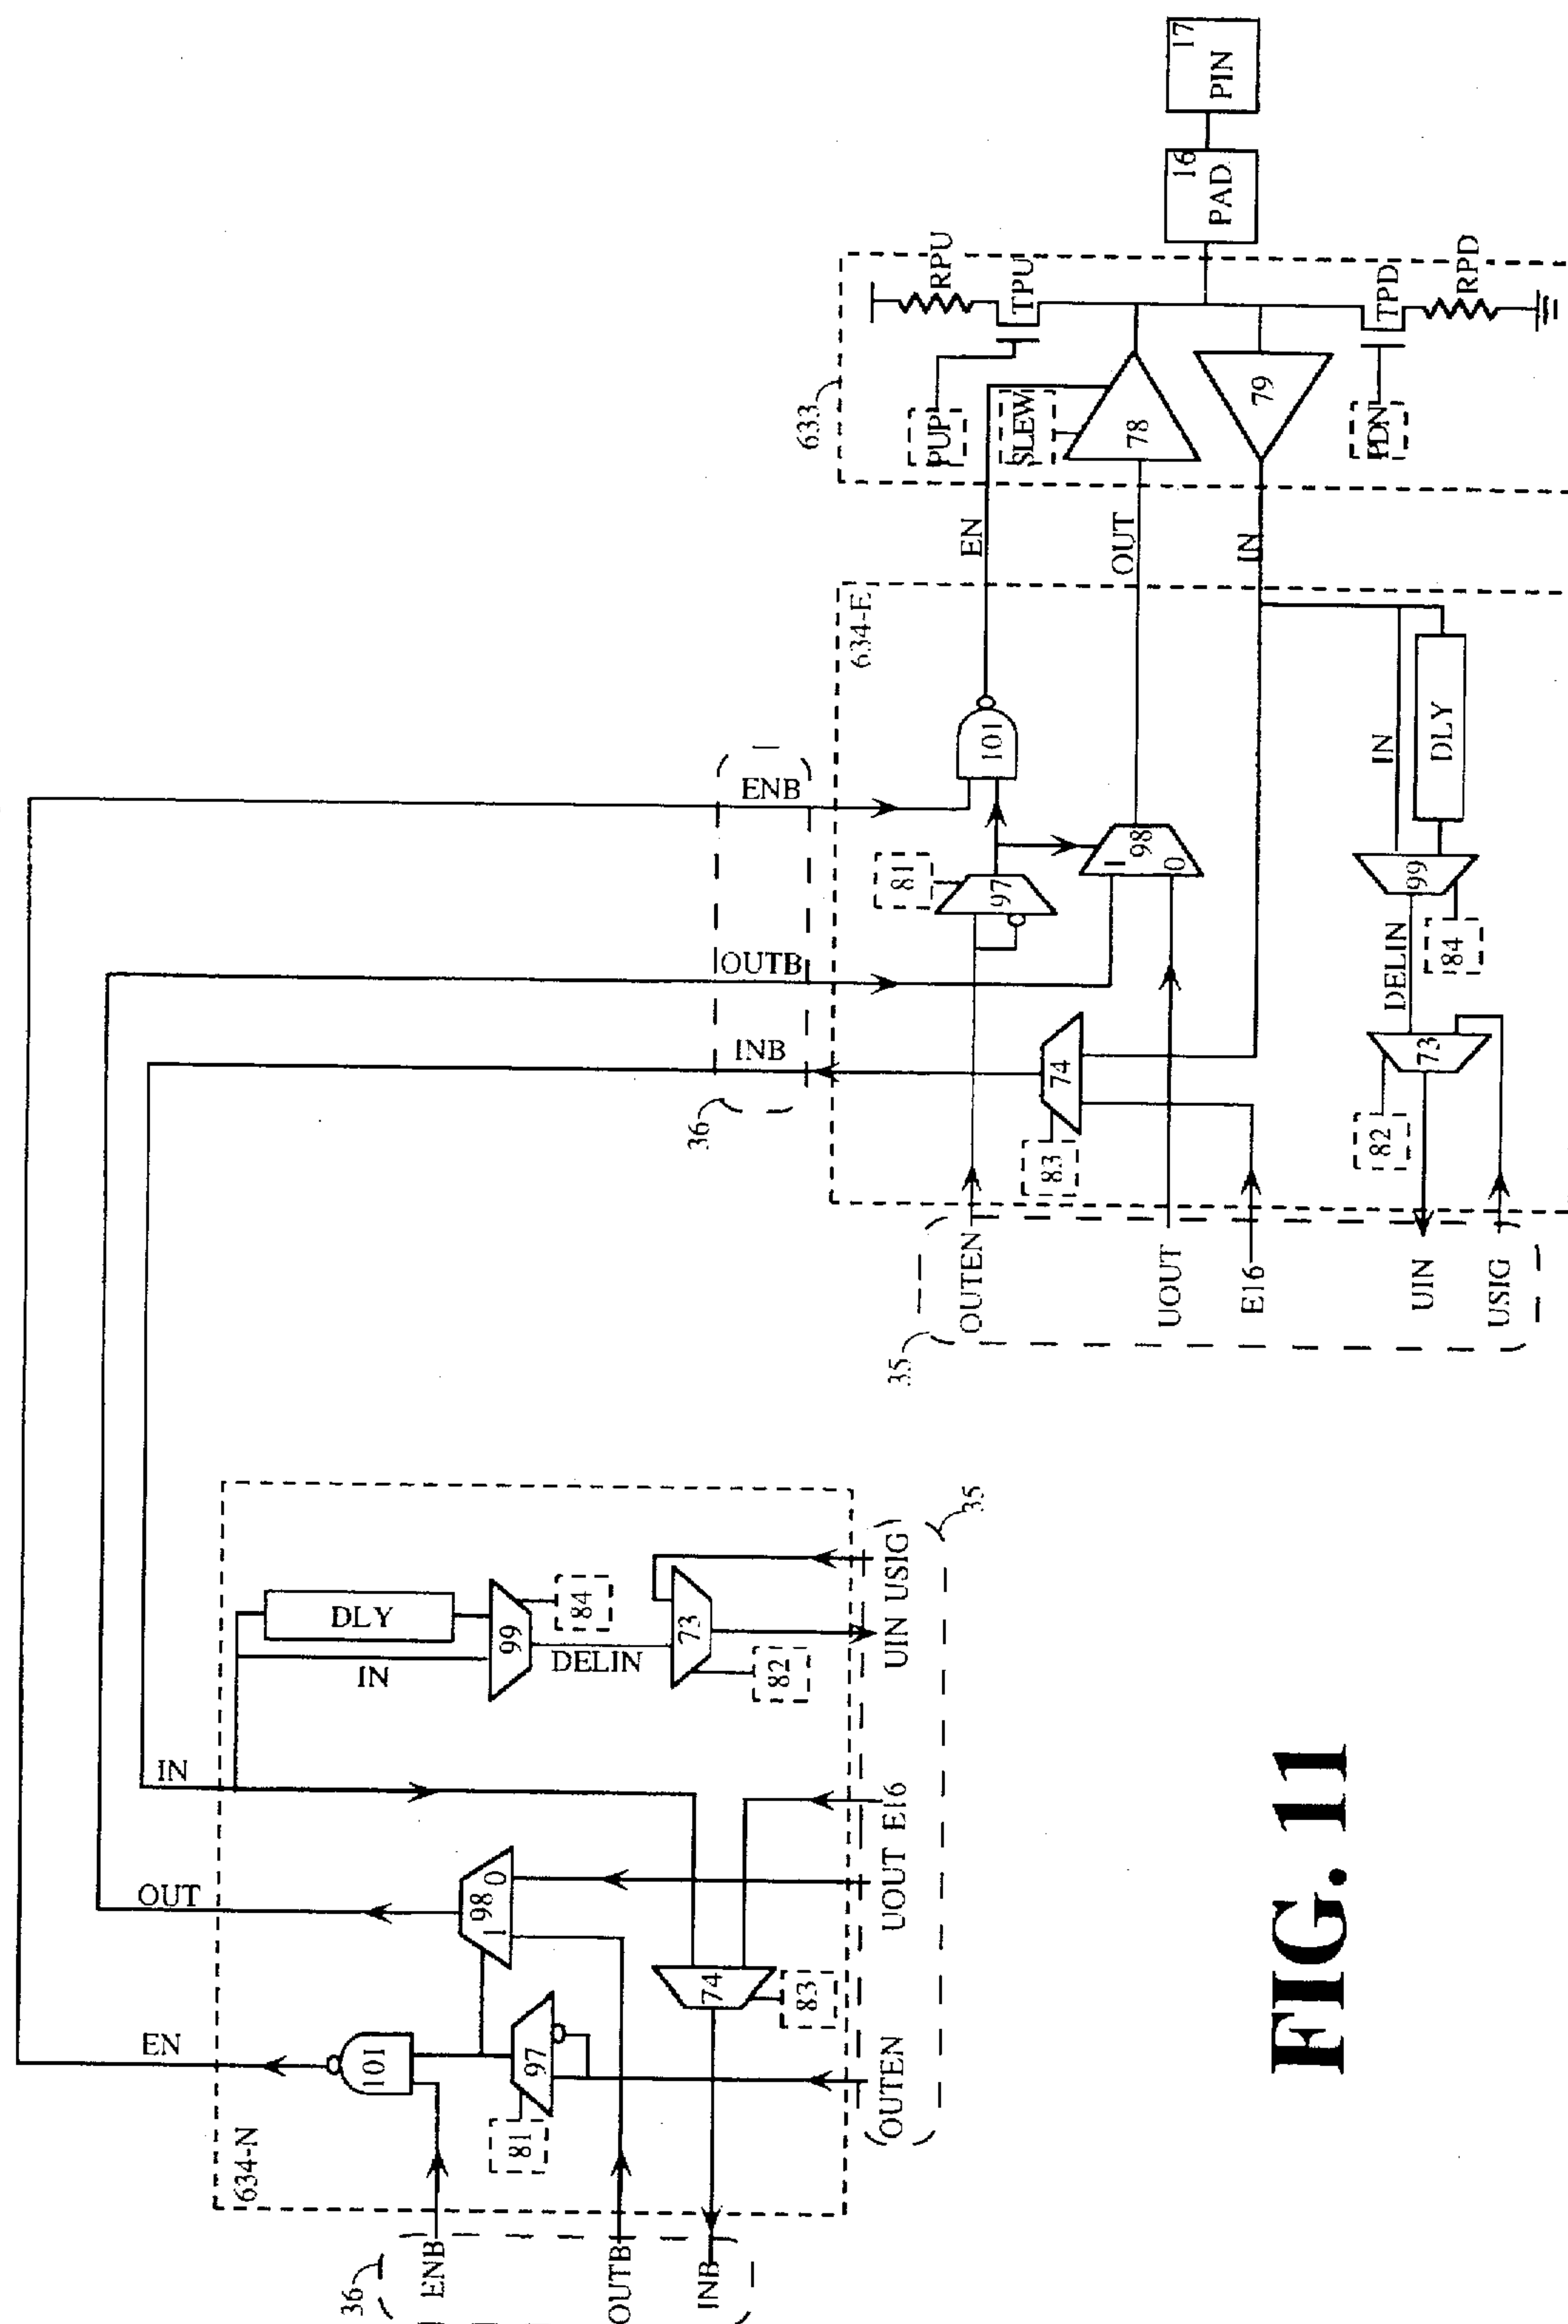 17
PIN
16
PAD
633
RPU
TPU
TPD
RPD
PUP
SLEW
78
79
PDN
EN
OUT
IN
634-E
101
IN
DLY
ENB
81
97
1
98
0
99
84
OUTB
DELIN
INB
74
73
36
83
82
35
OUTEN
UOUT
E16
UIN
USIG
DLY
IN
99
84
DELIN
73
82
UIN USIG
35
IN
OUT
98
1
0
UOUT E16
EN
101
97
81
74
83
OUTEN
634-N
36
ENB
OUTB
INB
FIG. 11